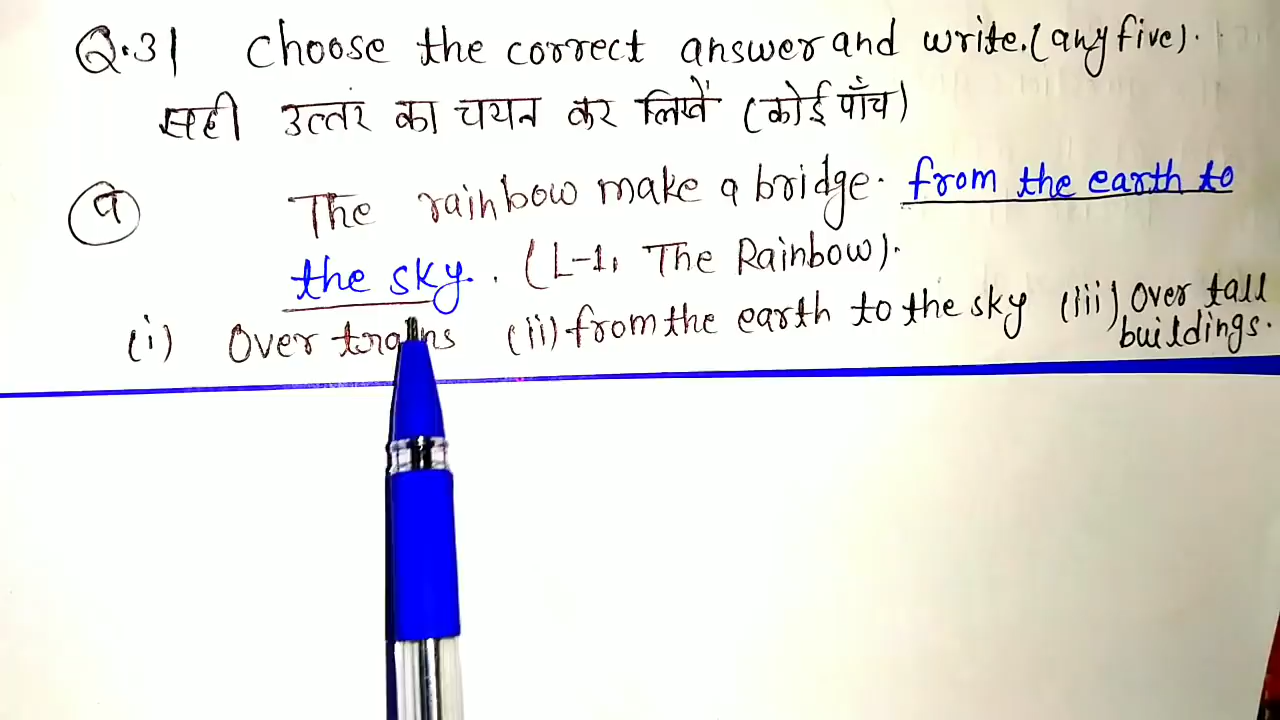 Q.31 Choose the correct answer and write.(any five).
सही उत्तर का चयन कर लिखें (कोई पाँच)
The rainbow make a bridge. from the earth to
the sky. . (L-1, The Rainbow).
(i) Over trains (ii) from the earth to the sky (iii) Over tall
buildings.